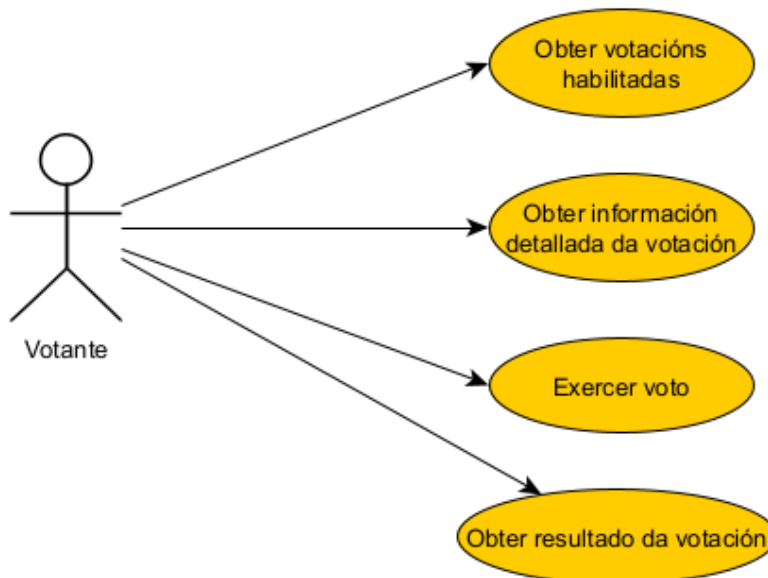 Obter votacións
habilitadas
Obter información
detallada da votación
Votante
Exercer voto
Obter resultado da votación